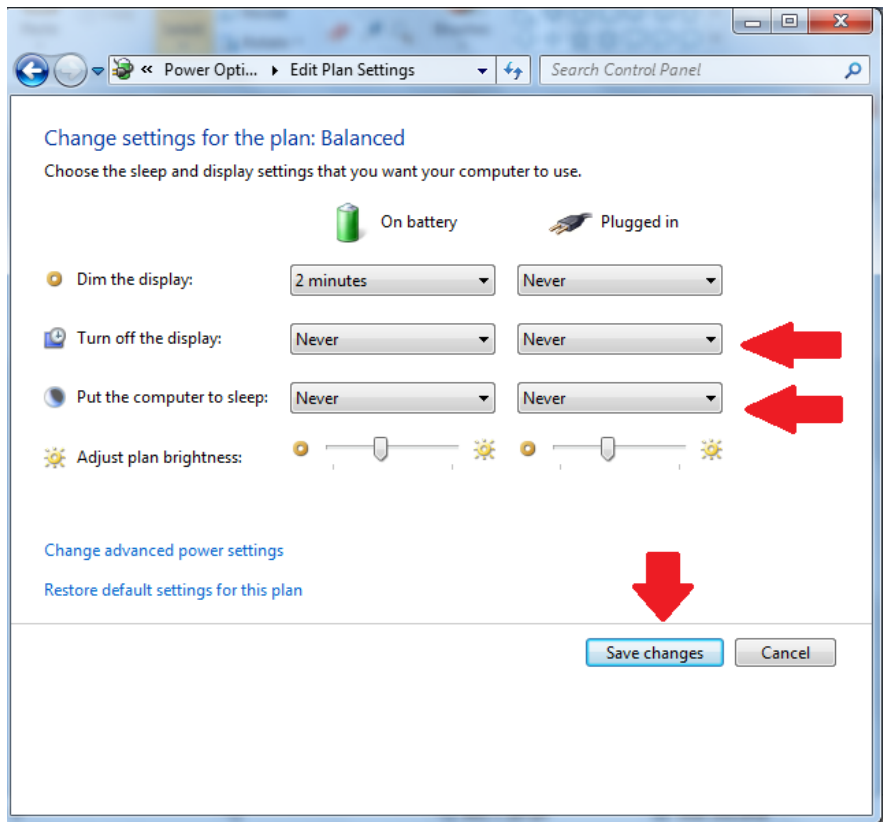 « Power Opti... ▸ Edit Plan Settings Search Control Panel
Change settings for the plan: Balanced
Choose the sleep and display settings that you want your computer to use.
On battery Plugged in
Dim the display: 2 minutes Never
Turn off the display: Never Never
Put the computer to sleep: Never Never
Adjust plan brightness:
Change advanced power settings
Restore default settings for this plan
Save changes Cancel